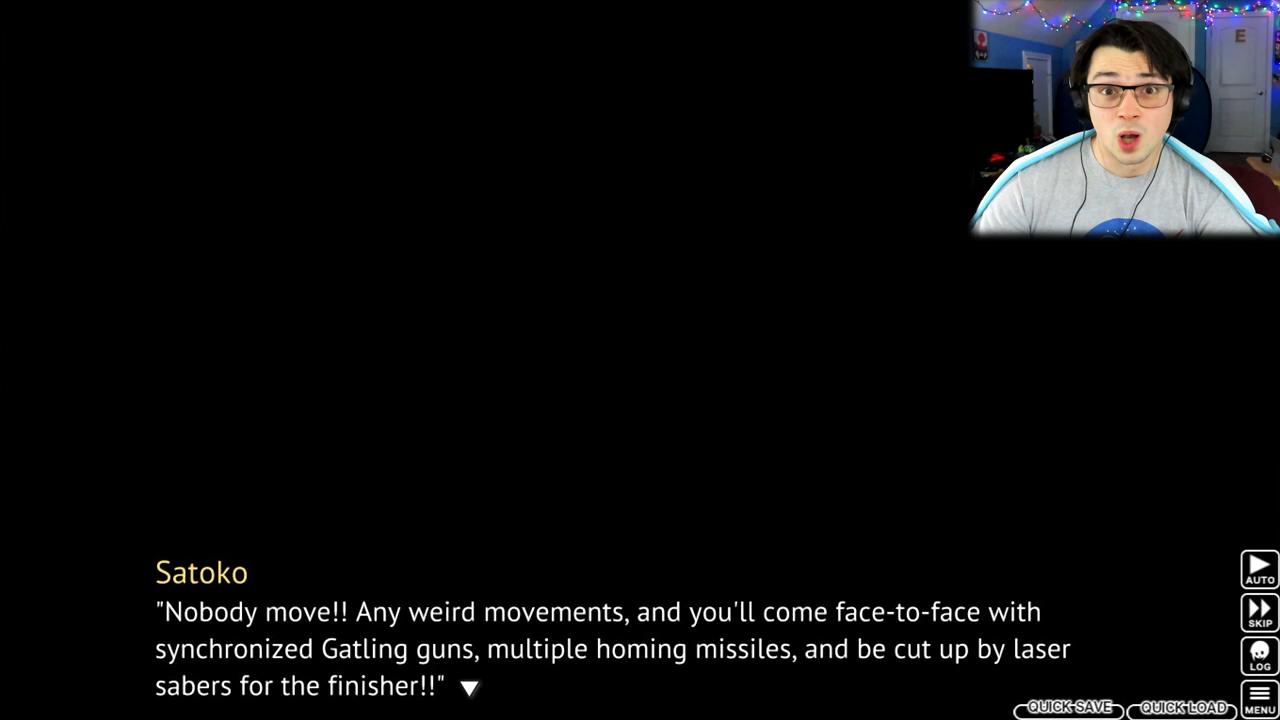 E
Satoko
"Nobody move!! Any weird movements, and you'll come face-to-face with
synchronized Gatling guns, multiple homing missiles, and be cut up by laser
sabers for the finisher!!"
AUTO
SKIP
LOG
MENU
QUICK SAVE
QUICK LOAD